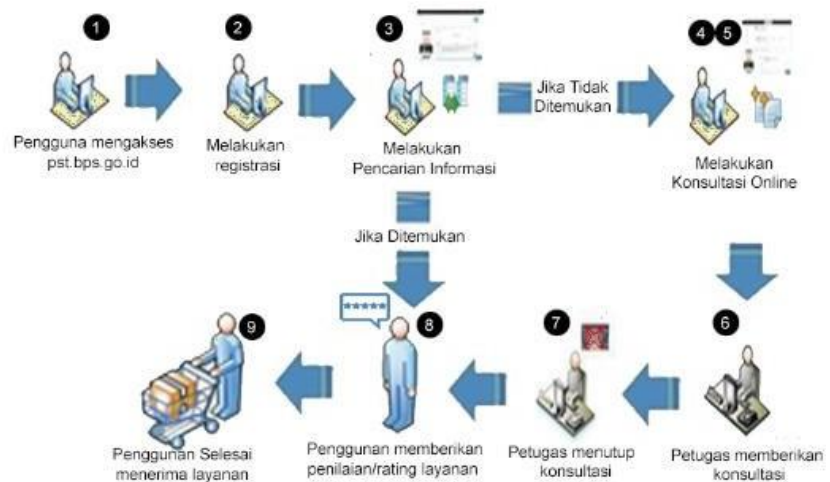 1
Pengguna mengakses
pst.bps.go.id
2
Melakukan
registrasi
3
Melakukan
Pencarian Informasi
Jika Tidak
Ditemukan
4 5
Melakukan
Konsultasi Online
Jika Ditemukan
6
Petugas memberikan
konsultasi
7
Petugas menutup
konsultasi
*****
8
Penggunan memberikan
penilaian/rating layanan
9
Penggunan Selesai
menerima layanan